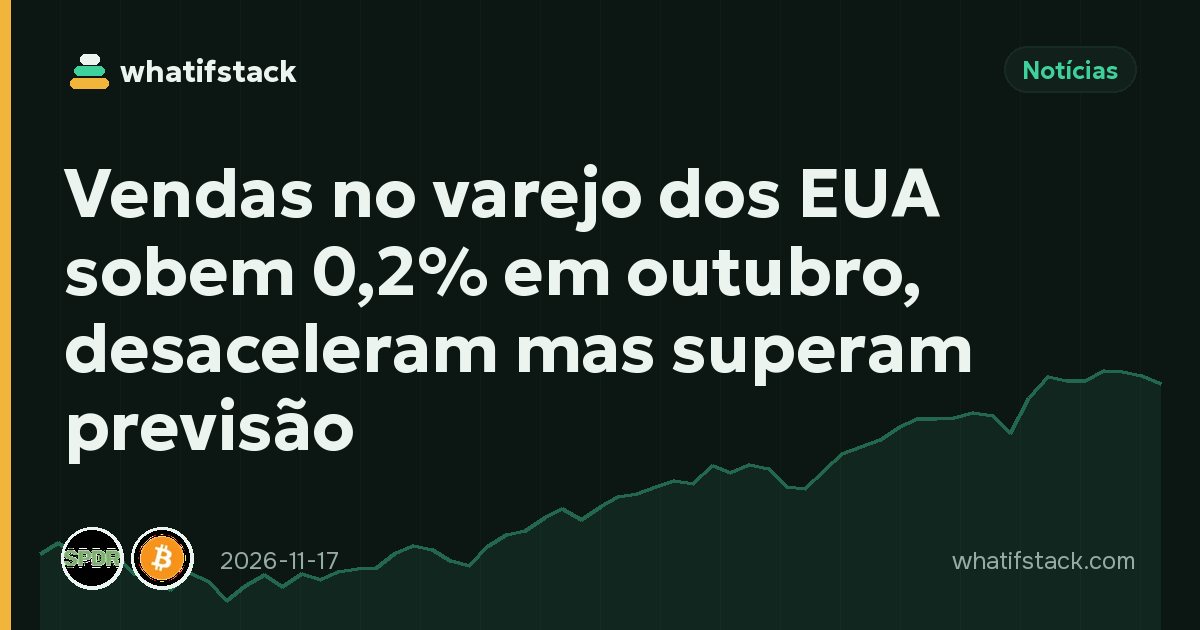 whatifstack
Notícias
Vendas no varejo dos EUA
sobem 0,2% em outubro,
desaceleram mas superam
previsão
SPDR
2026-11-17
whatifstack.com